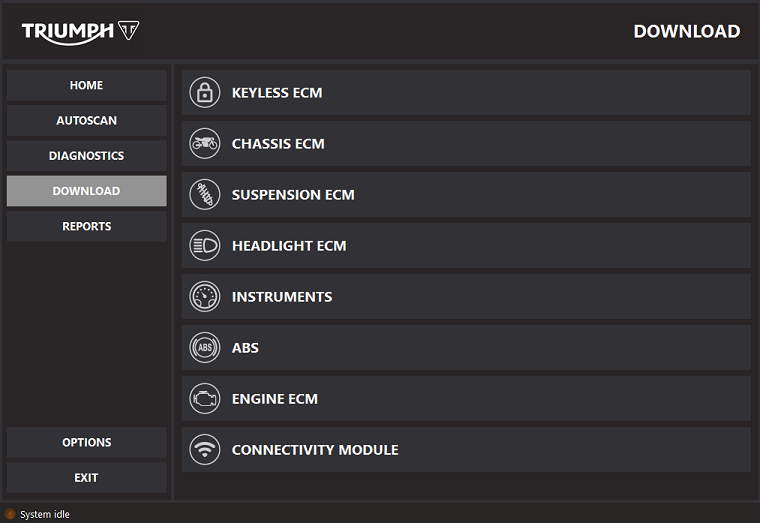 TRIUMPH
DOWNLOAD
HOME
AUTOSCAN
DIAGNOSTICS
DOWNLOAD
REPORTS
OPTIONS
EXIT
KEYLESS ECM
CHASSIS ECM
SUSPENSION ECM
HEADLIGHT ECM
INSTRUMENTS
ABS
ABS
ENGINE ECM
CONNECTIVITY MODULE
System idle